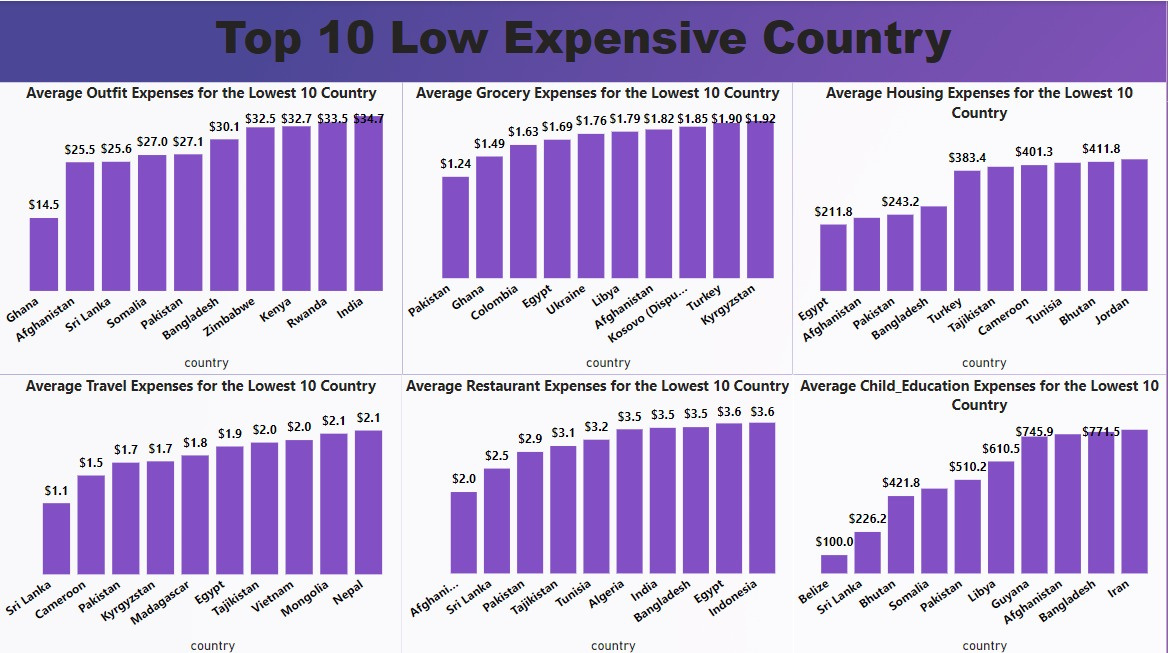 Top 10 Low Expensive Country
Average Outfit Expenses for the Lowest 10 Country
$14.5 $25.5 $25.6 $27.0 $27.1 $30.1 $32.5 $32.7 $33.5 $34.7
Ghana Afghanistan Sri Lanka Somalia Pakistan Bangladesh Zimbabwe Kenya Rwanda India
country
Average Grocery Expenses for the Lowest 10 Country
$1.24 $1.49 $1.63 $1.69 $1.76 $1.79 $1.82 $1.85 $1.90 $1.92
Pakistan Ghana Colombia Egypt Ukraine Libya Afghanistan Kosovo (Dispu... Turkey Kyrgyzstan
country
Average Housing Expenses for the Lowest 10
Country
$211.8 $243.2 $383.4 $401.3 $411.8
Egypt Afghanistan Pakistan Bangladesh Turkey Tajikistan Cameroon Tunisia Bhutan Jordan
Average Travel Expenses for the Lowest 10 Country
$1.1 $1.5 $1.7 $1.7 $1.8 $1.9 $2.0 $2.0 $2.1 $2.1
Sri Lanka Cameroon Pakistan Kyrgyzstan Madagascar Egypt Tajikistan Vietnam Mongolia Nepal
country
Average Restaurant Expenses for the Lowest 10 Country
$2.0 $2.5 $2.9 $3.1 $3.2 $3.5 $3.5 $3.5 $3.6 $3.6
Afghani... Sri Lanka Pakistan Tajikistan Tunisia Algeria India Bangladesh Egypt Indonesia
country
Average Child_Education Expenses for the Lowest 10
Country
$100.0 $226.2 $421.8 $510.2 $610.5 $745.9 $771.5
Belize Sri Lanka Bhutan Somalia Pakistan Libya Guyana Afghanistan Bangladesh Iran
country